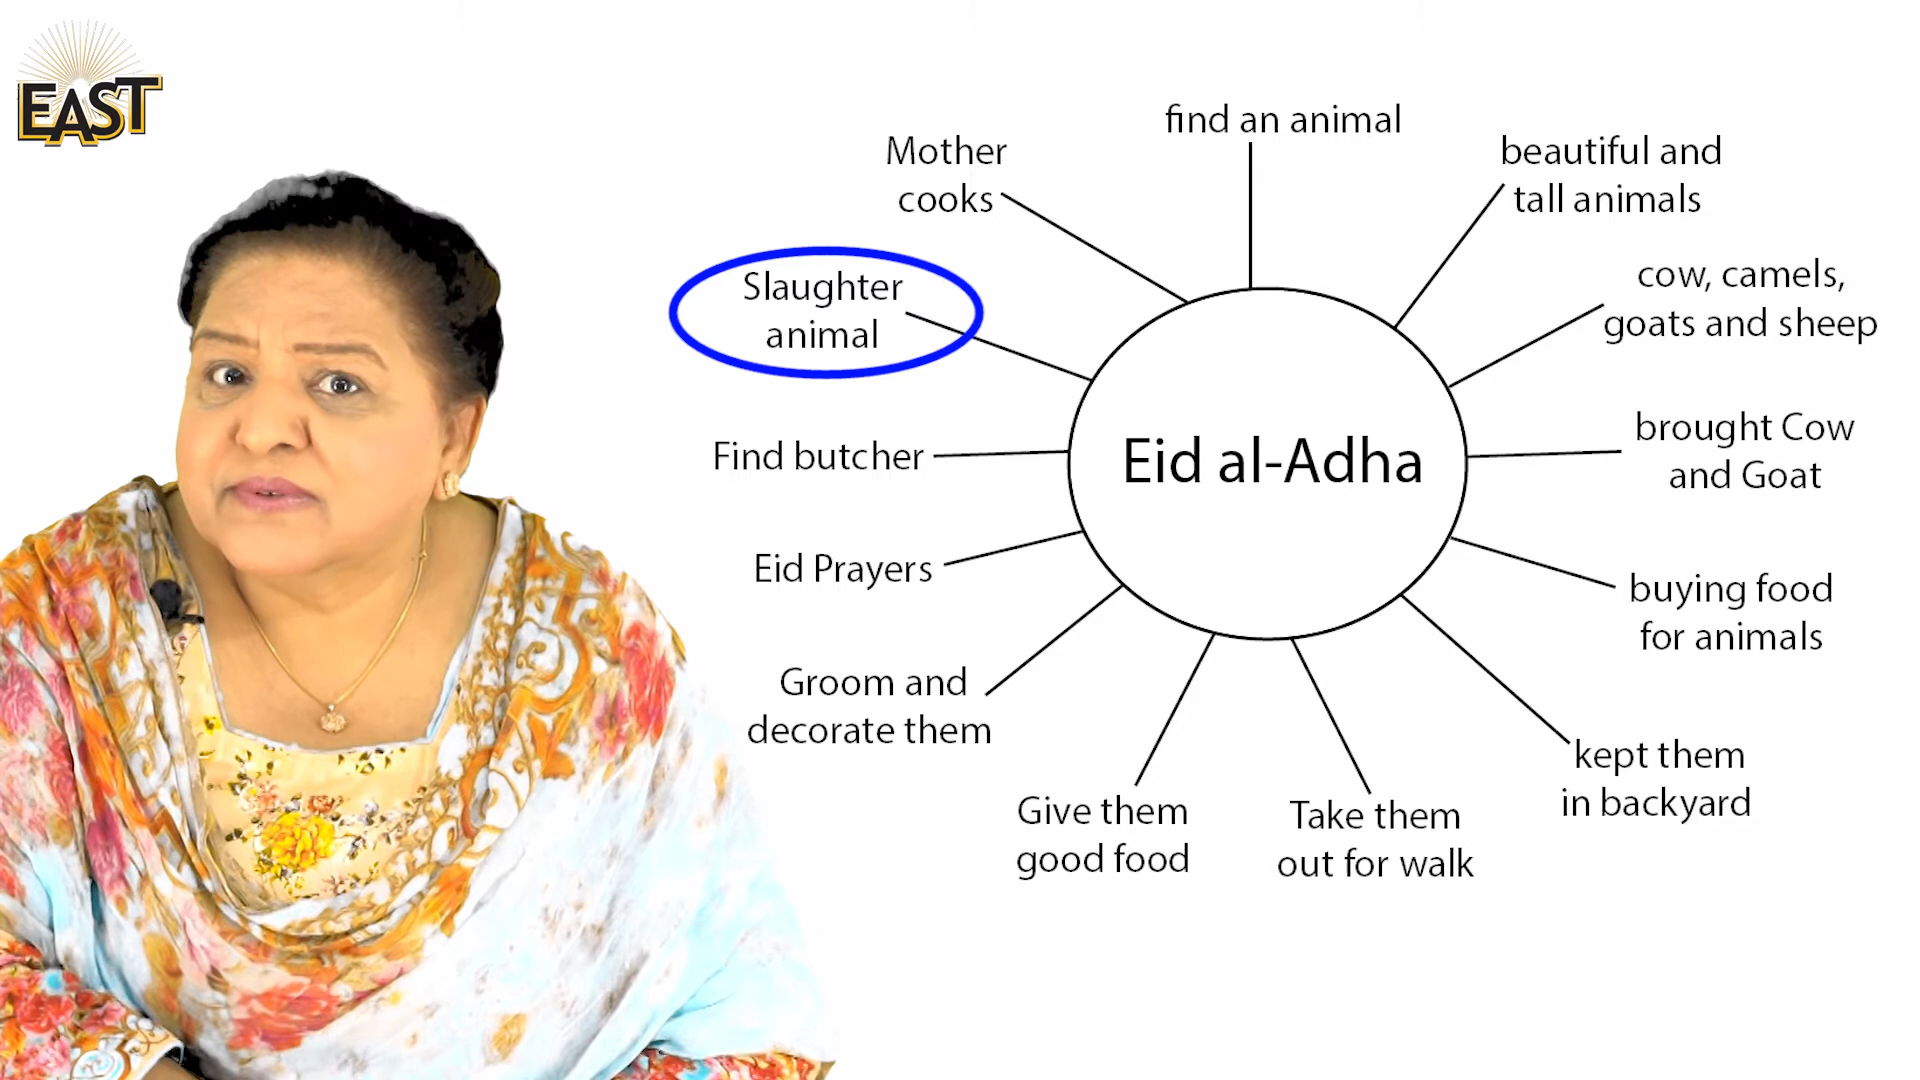 EAST
find an animal
beautiful and
tall animals
cow, camels,
goats and sheep
brought Cow
and Goat
buying food
for animals
kept them
in backyard
Take them
out for walk
Give them
good food
Groom and
decorate them
Eid Prayers
Find butcher
Slaughter
animal
Mother
cooks
Eid al-Adha